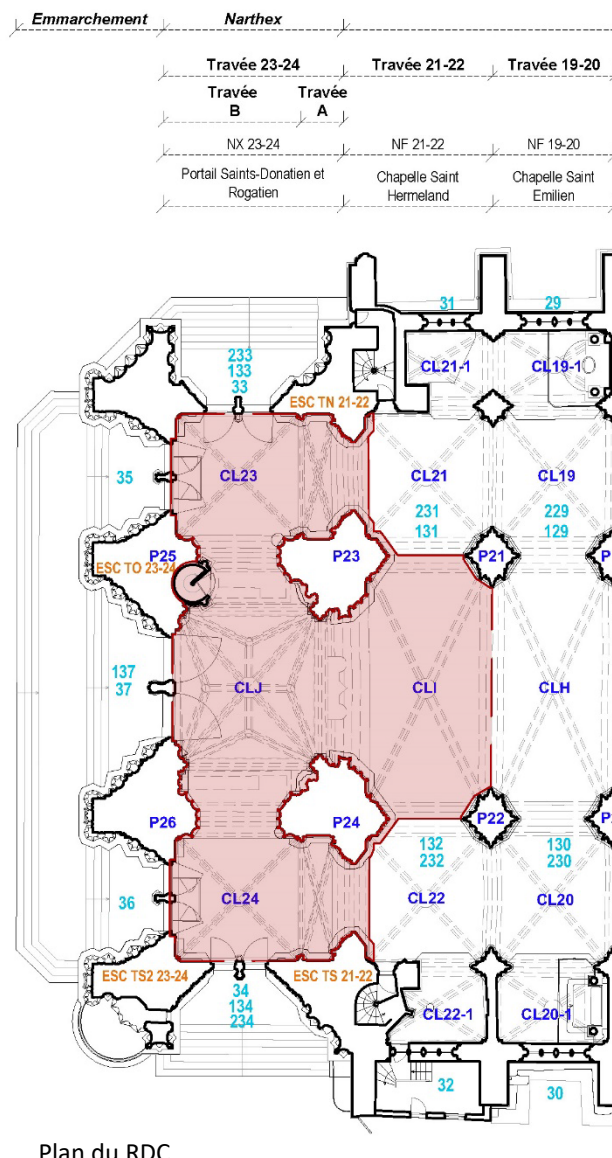 Emmarchement Narthex
Travée 23-24 Travée 21-22 Travée 19-20
Travée Travée
B A
NX 23-24 NF 21-22 NF 19-20
Portail Saints-Donatien et Chapelle Saint Chapelle Saint
Rogatien Hermeland Emilien
31 29
233 CL21-1 CL19-1
133
33
ESC TN 21-22
35 CL23 CL21 CL19
231 229
131 129
P25 P23 P21
ESC TO 23-24
137
37 CLJ CLI CLH
P26 P24 P22
132 130
232 230
36 CL24 CL22 CL20
ESC TS2 23-24 ESC TS 21-22
34
134
234
CL22-1 CL20-1
32 30
Plan du RDC